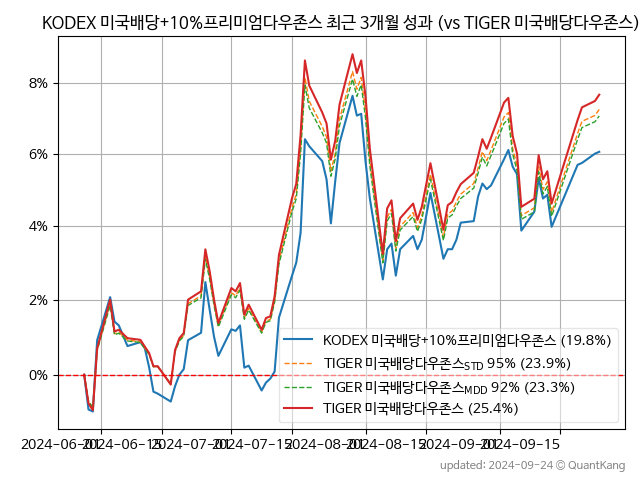 KODEX 미국배당+10%프리미엄다우존스 최근 3개월 성과 (vs TIGER 미국배당다우존스)
8%
6%
4%
2%
0%
KODEX 미국배당+10%프리미엄다우존스 (19.8%)
TIGER 미국배당다우존스STD 95% (23.9%)
TIGER 미국배당다우존스MDD 92% (23.3%)
TIGER 미국배당다우존스 (25.4%)
2024-06-01 2024-06-15 2024-07-01 2024-07-15 2024-08-01 2024-08-15 2024-09-01 2024-09-15
updated: 2024-09-24 @ QuantKang